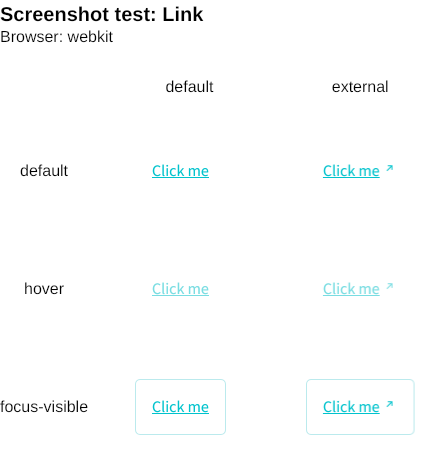 Screenshot test: Link
Browser: webkit
default external
default Click me Click me
hover Click me Click me
focus-visible Click me Click me